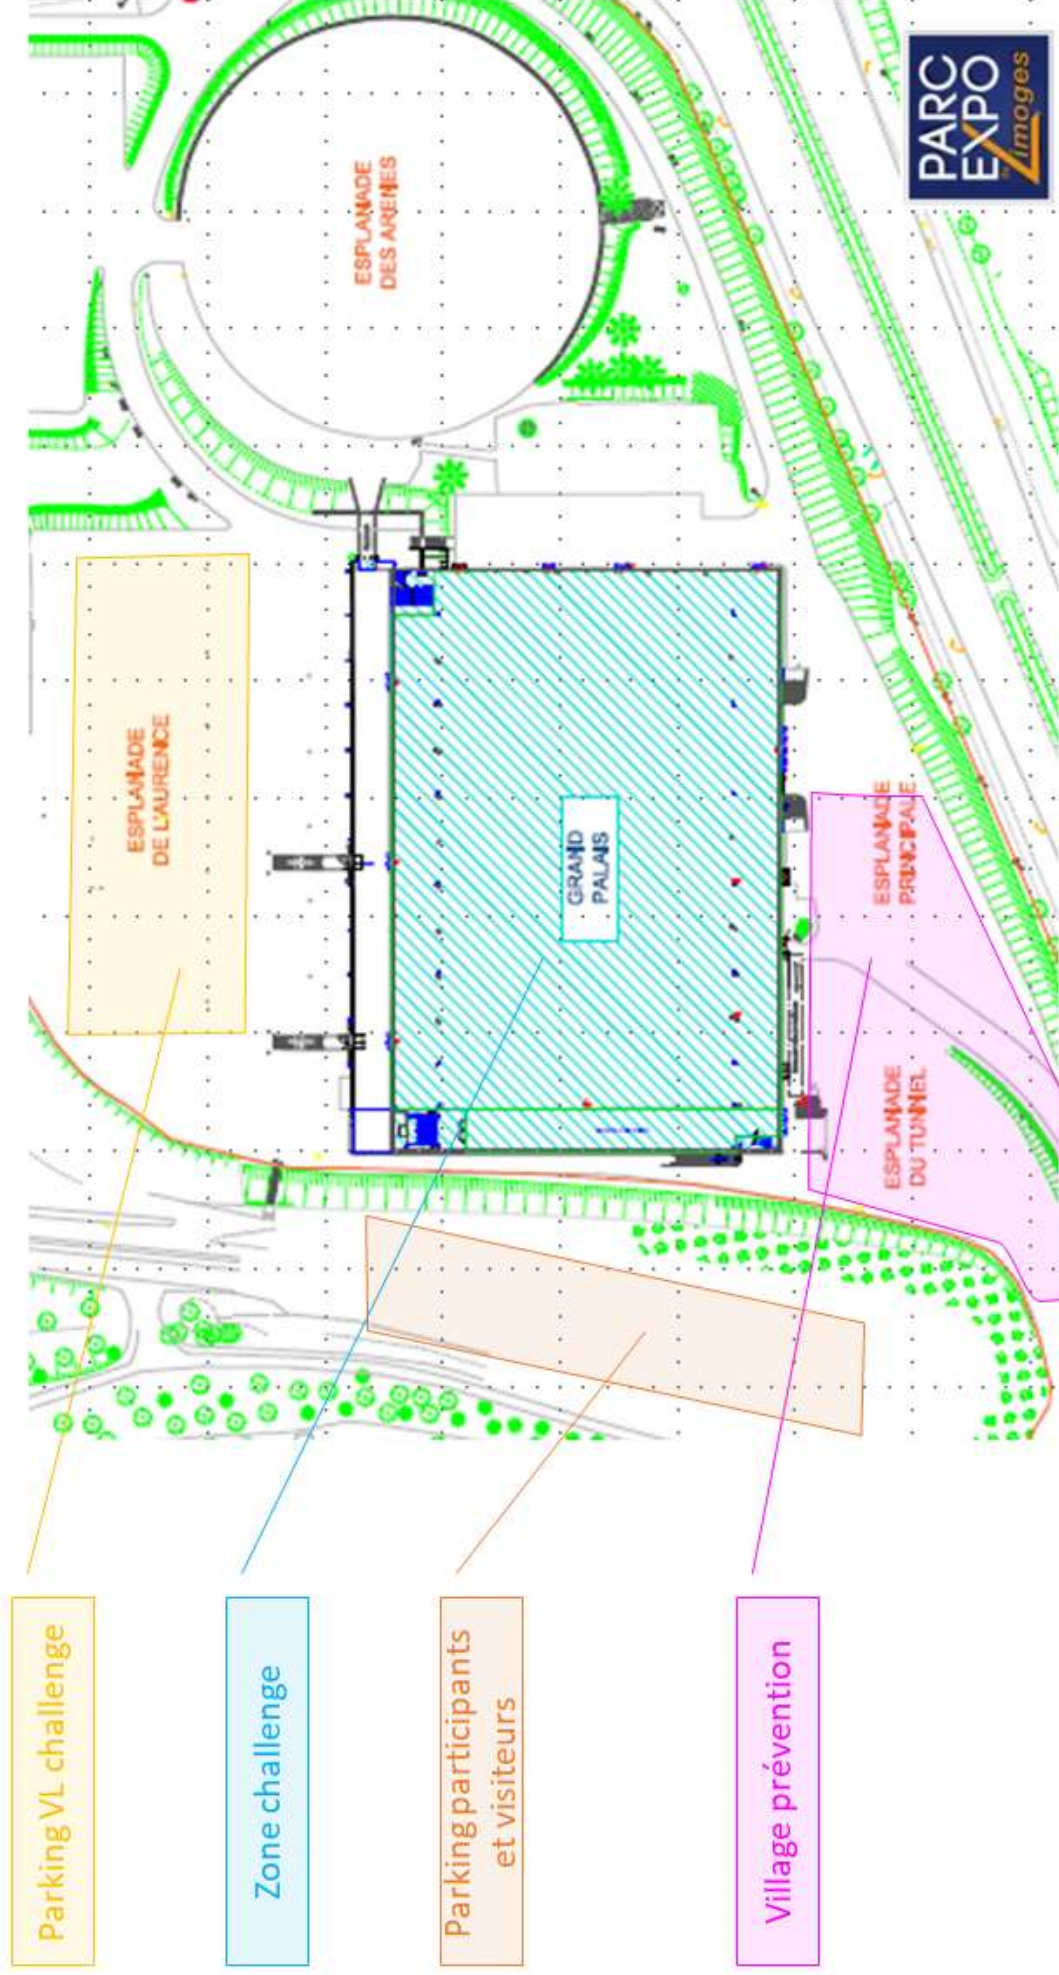 Parking VL challenge
Zone challenge
Parking participants
et visiteurs
Village prévention
ESPLANADE
DE L'AURENCE
ESPLANADE
DES ARENES
GRAND
PALAIS
ESPLANADE
PRINCIPALE
ESPLANADE
DU TUNNEL
PARC
EXPO
de Limoges